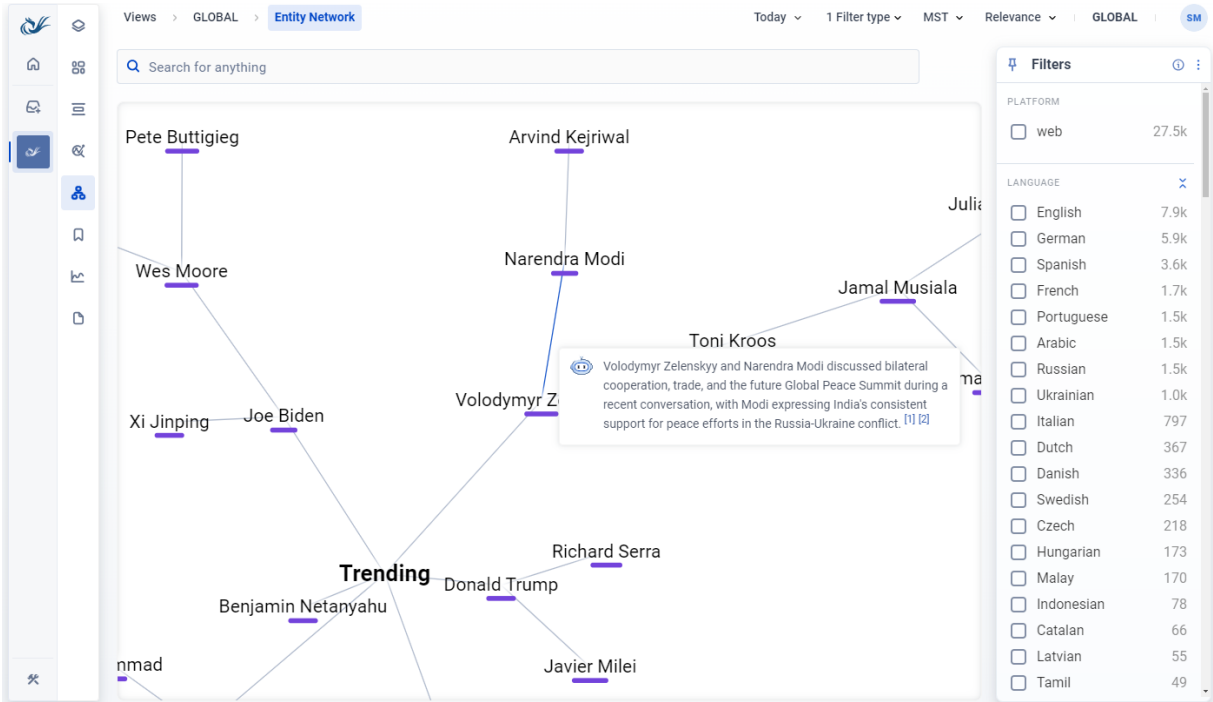 Views > GLOBAL > Entity Network
Today 1 Filter type MST Relevance GLOBAL SM
Search for anything
Pete Buttigieg
Arvind Kejriwal
Julia
Narendra Modi
Wes Moore
Jamal Musiala
Toni Kroos
Volodymyr Zelenskyy and Narendra Modi discussed bilateral
cooperation, trade, and the future Global Peace Summit during a
recent conversation, with Modi expressing India's consistent
support for peace efforts in the Russia-Ukraine conflict. [1] [2]
ma
Volodymyr Z
Xi Jinping
Joe Biden
Richard Serra
Trending
Donald Trump
Benjamin Netanyahu
mmad
Javier Milei
Filters
PLATFORM
web 27.5k
LANGUAGE
English 7.9k
German 5.9k
Spanish 3.6k
French 1.7k
Portuguese 1.5k
Arabic 1.5k
Russian 1.5k
Ukrainian 1.0k
Italian 797
Dutch 367
Danish 336
Swedish 254
Czech 218
Hungarian 173
Malay 170
Indonesian 78
Catalan 66
Latvian 55
Tamil 49